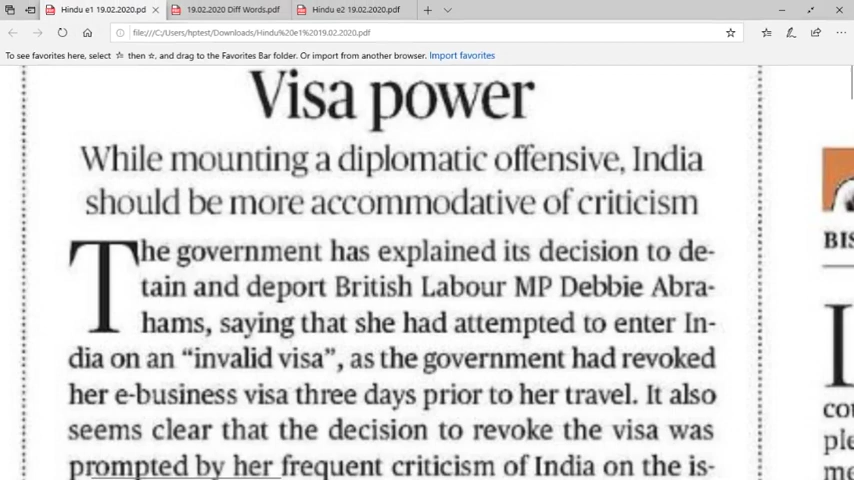 Hindu e1 19.02.2020.pd
19.02.2020 Diff Words.pdf
Hindu e2 19.02.2020.pdf
file:///C:/Users/hptest/Downloads/Hindu%20e1%2019.02.2020.pdf
To see favorites here, select ☆ then ☆, and drag to the Favorites Bar folder. Or import from another browser. Import favorites
Visa power
While mounting a diplomatic offensive, India
should be more accommodative of criticism
The government has explained its decision to de-
tain and deport British Labour MP Debbie Abra-
hams, saying that she had attempted to enter In-
dia on an “invalid visa”, as the government had revoked
her e-business visa three days prior to her travel. It also
seems clear that the decision to revoke the visa was
prompted by her frequent criticism of India on the is-
BIS
I
cou
ple
me